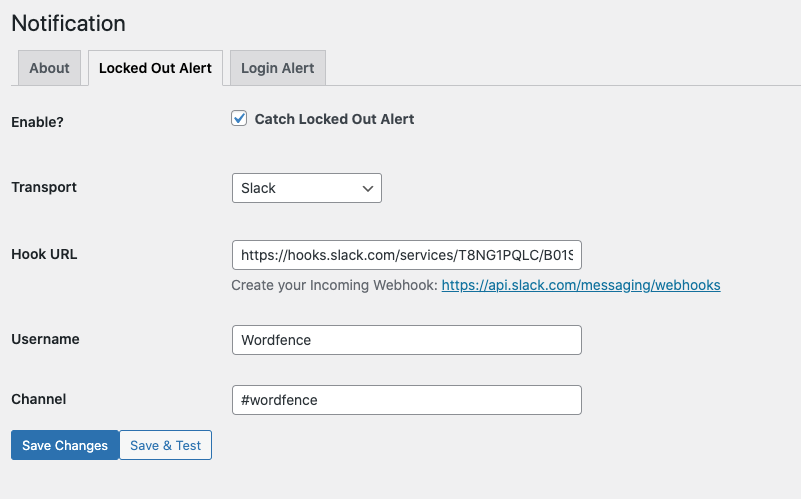 Notification
About Locked Out Alert Login Alert
Enable? Catch Locked Out Alert
Transport Slack
Hook URL https://hooks.slack.com/services/T8NG1PQLC/B01S
Create your Incoming Webhook: https://api.slack.com/messaging/webhooks
Username Wordfence
Channel #wordfence
Save Changes Save & Test